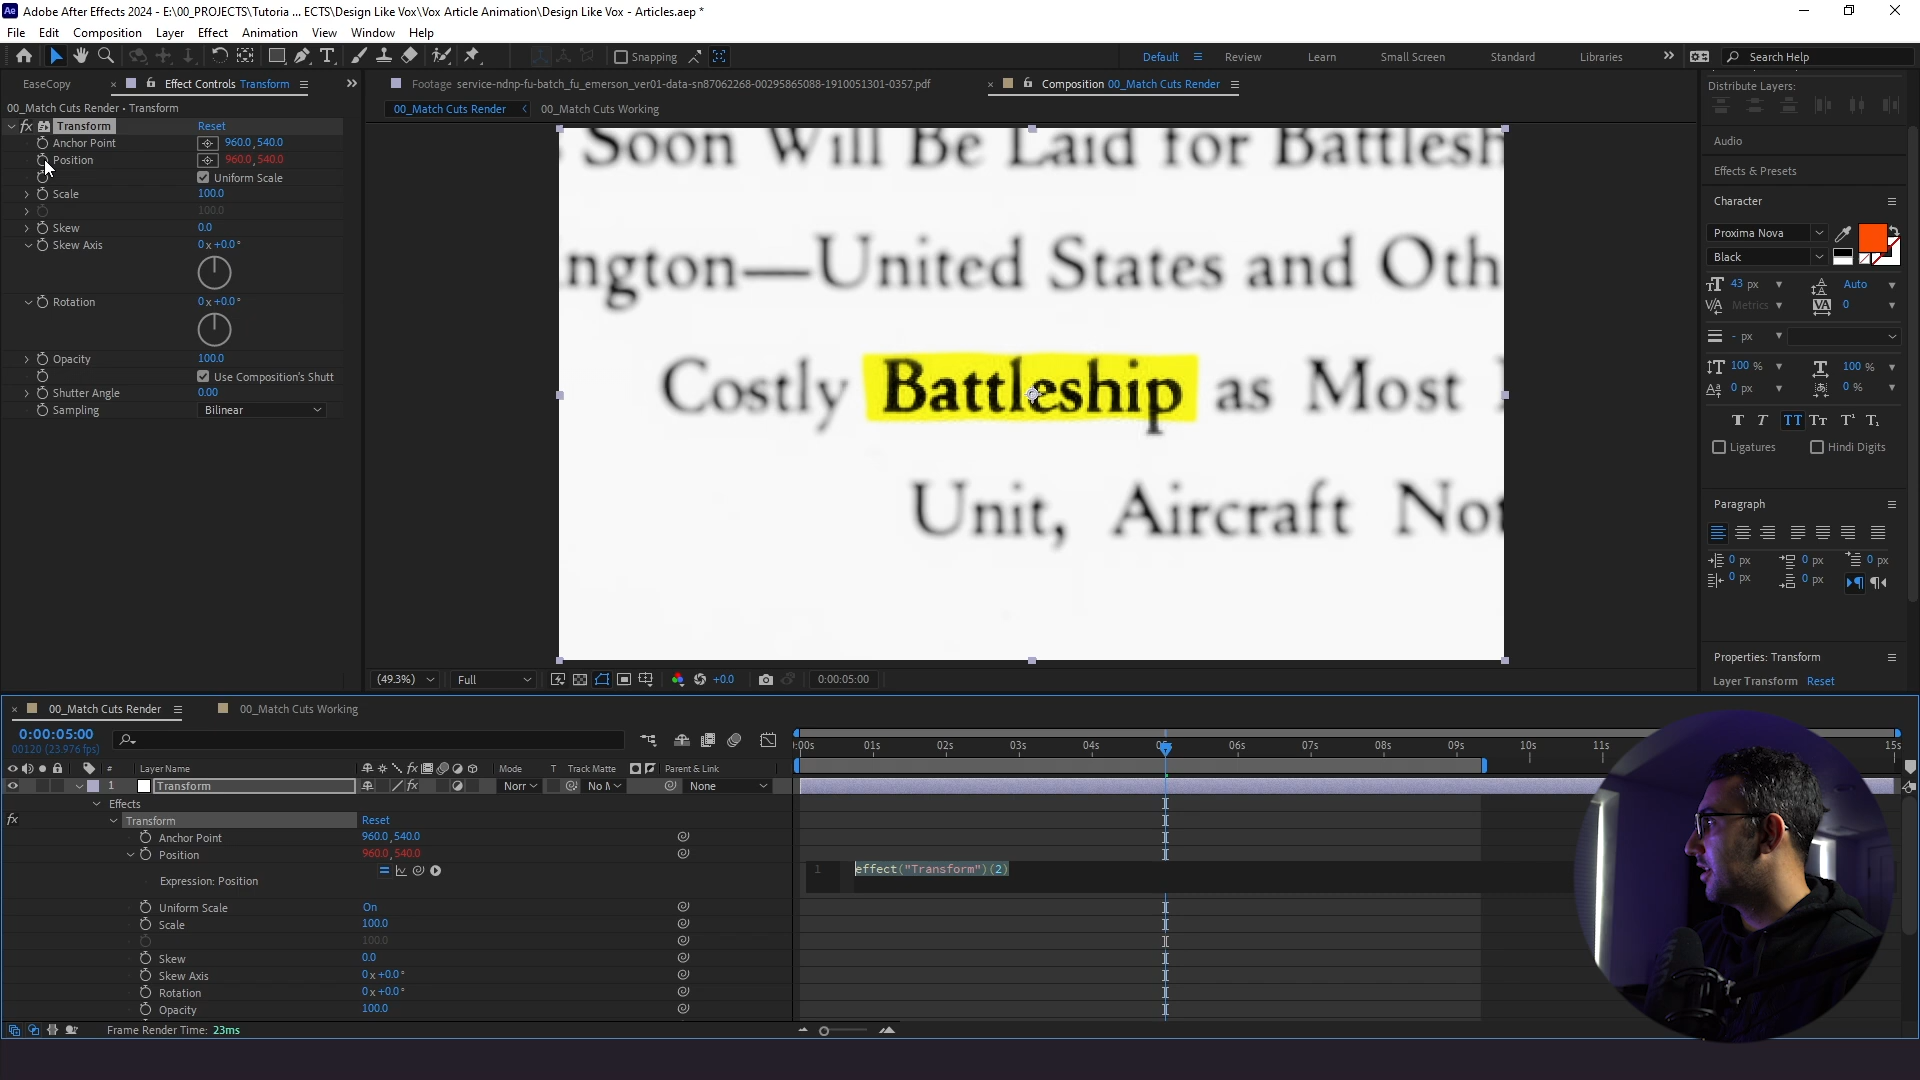 Adobe After Effects 2024 - E:\00_PROJECTS\Tutoria ... ECTS\Design Like Vox\Vox Article Animation\Design Like Vox - Articles.aep *
File Edit Composition Layer Effect Animation View Window Help
Snapping
Default Review Learn Small Screen Standard Libraries
Search Help
EaseCopy
Effect Controls Transform
00_Match Cuts Render • Transform
fx Transform Reset
Anchor Point 960.0,540.0
Position 960.0,540.0
Uniform Scale
Scale 100.0
100.0
Skew 0.0
Skew Axis 0x+0.0°
Rotation 0x+0.0°
Opacity 100.0
Use Composition's Shutt
Shutter Angle 0.00
Sampling Bilinear
Footage service-ndnp-fu-batch_fu_emerson_ver01-data-sn87062268-00295865088-1910051301-0357.pdf
Composition 00_Match Cuts Render
00_Match Cuts Render
00_Match Cuts Working
Soon Will Be Laid for Battlesh
ngton—United States and Oth
Costly Battleship as Most
Unit, Aircraft Not
(49.3%) Full +0.0 0:00:05:00
Distribute Layers:
Audio
Effects & Presets
Character
Proxima Nova
Black
43 px Auto
Metrics 0
- px
100 % 100 %
0 px 0 %
Ligatures Hindi Digits
Paragraph
0 px 0 px 0 px
0 px 0 px
Properties: Transform
Layer Transform Reset
00_Match Cuts Render
00_Match Cuts Working
0:00:05:00
00120 (23.976 fps)
:00s 01s 02s 03s 04s 05s 06s 07s 08s 09s 10s 11s 15s
# Layer Name Mode T Track Matte Parent & Link
1 Transform Norr No M None
Effects
fx Transform Reset
Anchor Point 960.0,540.0
Position 960.0,540.0
1 effect("Transform")(2)
Expression: Position
Uniform Scale On
Scale 100.0
100.0
Skew 0.0
Skew Axis 0x+0.0°
Rotation 0x+0.0°
Opacity 100.0
Frame Render Time: 23ms